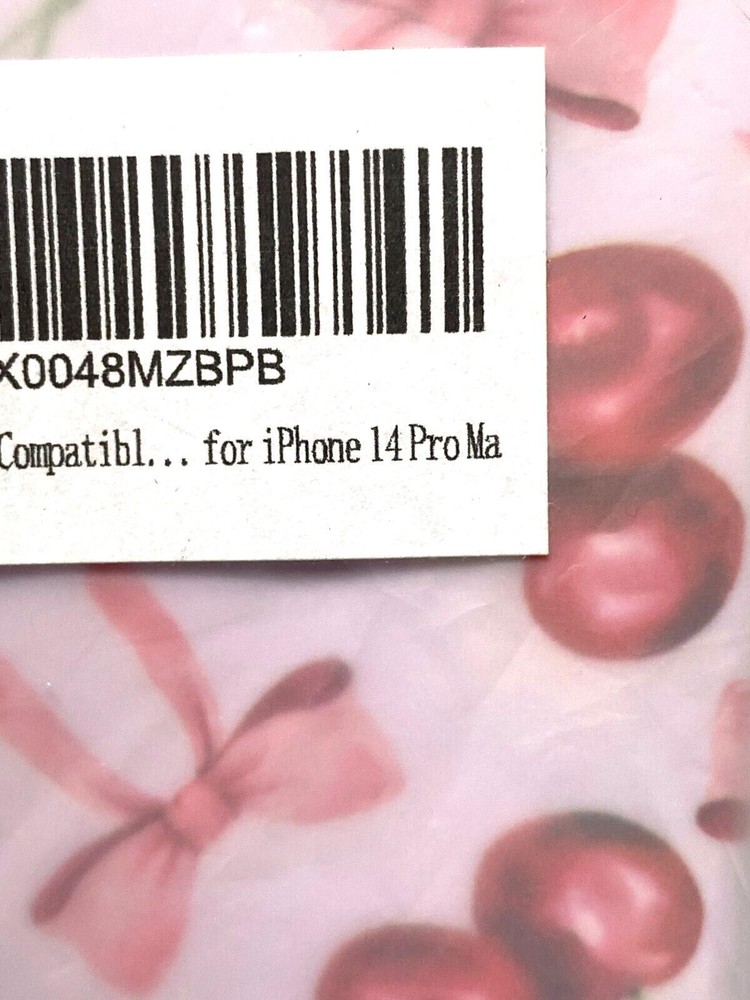 X0048MZBPB
Compatibl... for iPhone 14 Pro Ma